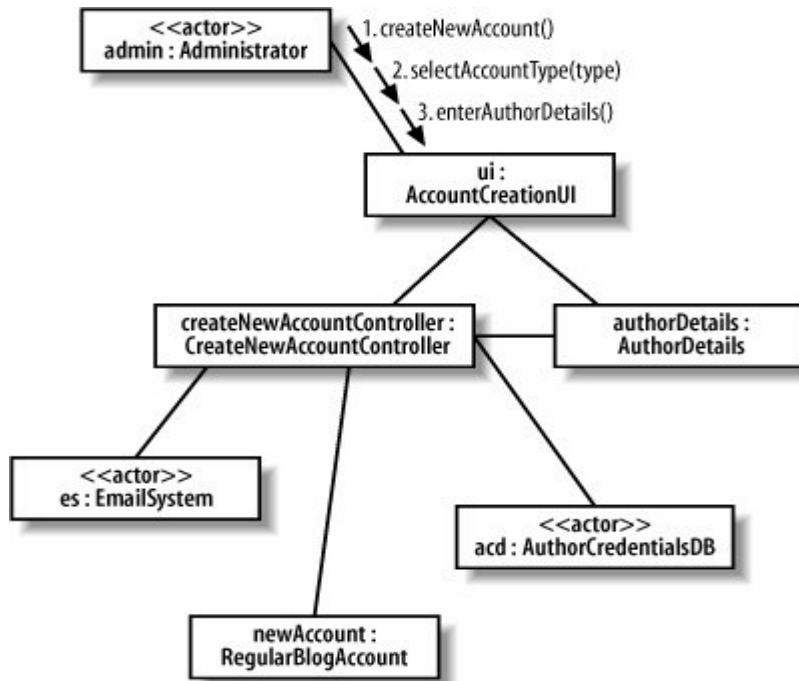 <<actor>>
admin : Administrator
1. createNewAccount()
2. selectAccountType(type)
3. enterAuthorDetails()
ui :
AccountCreationUI
createNewAccountController :
CreateNewAccountController
authorDetails :
AuthorDetails
<<actor>>
es : EmailSystem
<<actor>>
acd : AuthorCredentialsDB
newAccount :
RegularBlogAccount